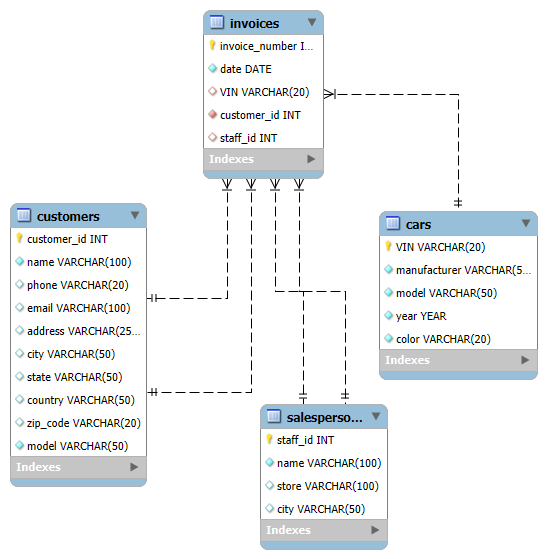 invoices
invoice_number I...
date DATE
VIN VARCHAR(20)
customer_id INT
staff_id INT
Indexes
customers
customer_id INT
name VARCHAR(100)
phone VARCHAR(20)
email VARCHAR(100)
address VARCHAR(25...
city VARCHAR(50)
state VARCHAR(50)
country VARCHAR(50)
zip_code VARCHAR(20)
model VARCHAR(50)
Indexes
cars
VIN VARCHAR(20)
manufacturer VARCHAR(5...
model VARCHAR(50)
year YEAR
color VARCHAR(20)
Indexes
salesperso...
staff_id INT
name VARCHAR(100)
store VARCHAR(100)
city VARCHAR(50)
Indexes